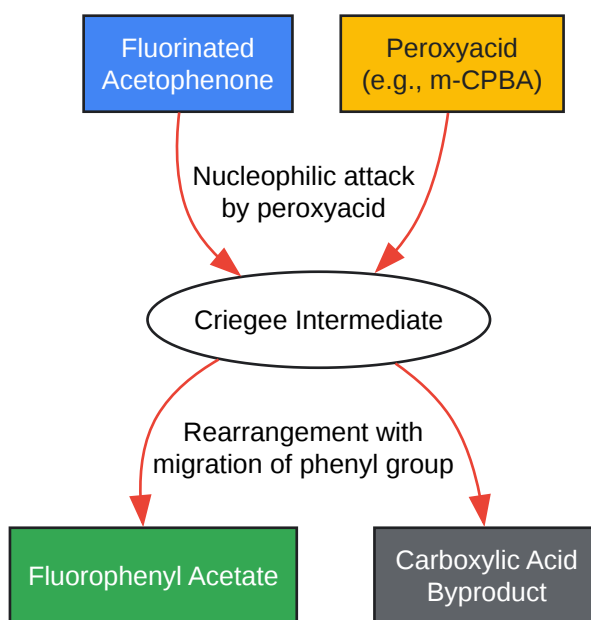 Fluorinated
Acetophenone
Peroxyacid
(e.g., m-CPBA)
Nucleophilic attack
by peroxyacid
Criegee Intermediate
Rearrangement with
migration of phenyl group
Fluorophenyl Acetate
Carboxylic Acid
Byproduct